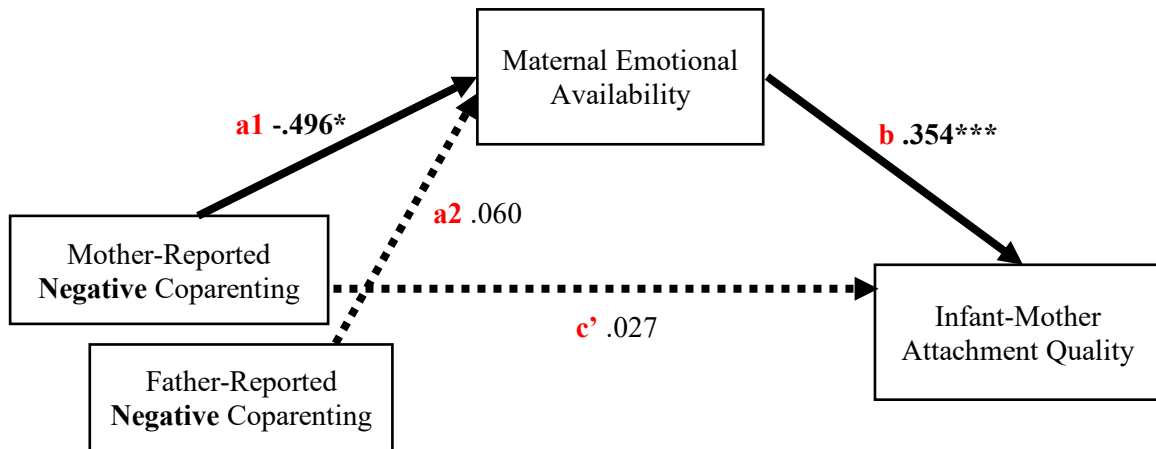 Maternal Emotional
Availability
a1 -.496*
b .354***
a2 .060
Mother-Reported
Negative Coparenting
c’ .027
Infant-Mother
Attachment Quality
Father-Reported
Negative Coparenting